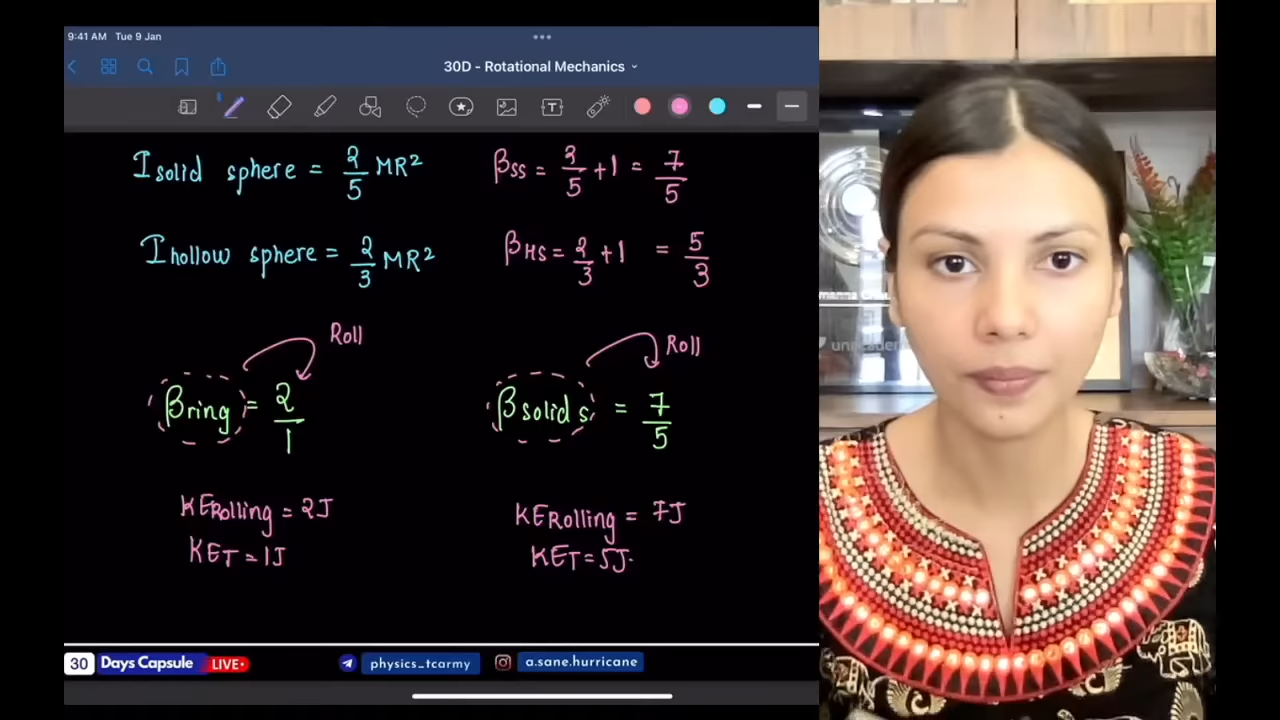 9:41 AM Tue 9 Jan
30D - Rotational Mechanics
I solid sphere = 2/5 MR²
βSS = 2/5 + 1 = 7/5
I hollow sphere = 2/3 MR²
βHS = 2/3 + 1 = 5/3
Roll
Roll
βring = 2/1
βsolid s = 7/5
KERolling = 2J
KERolling = 7J
KET = 1J
KET = 5J.
30 Days Capsule LIVE
physics_tcarmy
a.sane.hurricane